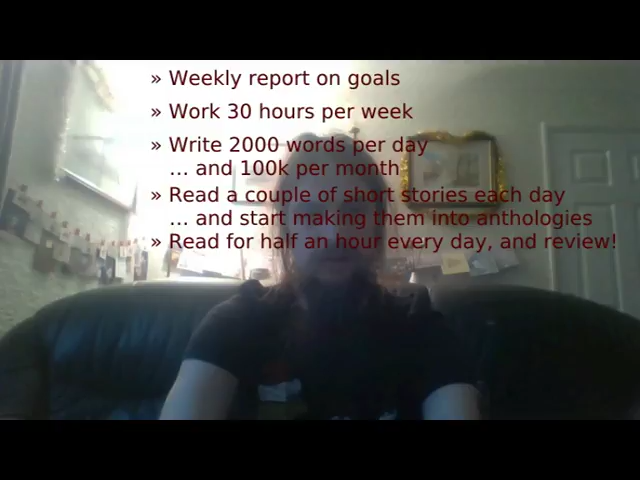 » Weekly report on goals
» Work 30 hours per week
» Write 2000 words per day
... and 100k per month
» Read a couple of short stories each day
... and start making them into anthologies
» Read for half an hour every day, and review!